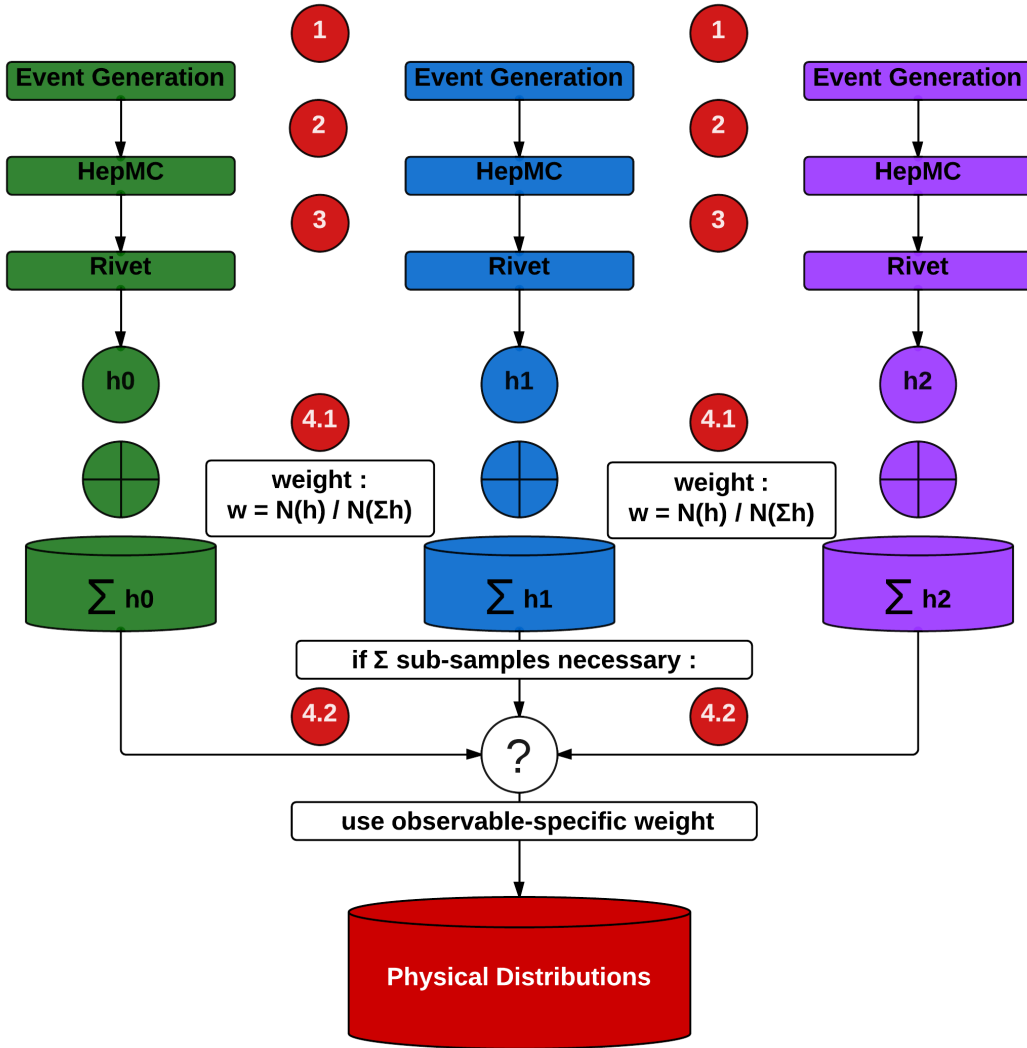 1 1
Event Generation Event Generation Event Generation
2 2
HepMC HepMC HepMC
3 3
Rivet Rivet Rivet
h0 h1 h2
4.1 4.1
weight : weight :
w = N(h) / N(Σh) w = N(h) / N(Σh)
Σ h0 Σ h1 Σ h2
if Σ sub-samples necessary :
4.2 4.2
?
use observable-specific weight
Physical Distributions